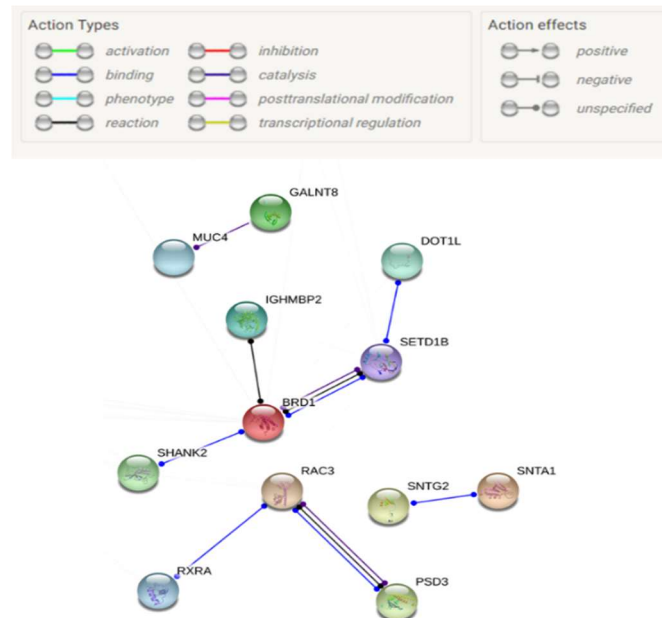 Action Types
activation
binding
phenotype
reaction
inhibition
catalysis
posttranslational modification
transcriptional regulation
Action effects
positive
negative
unspecified
GALNT8
MUC4
DOT1L
IGHMBP2
SETD1B
BRD1
SHANK2
RAC3
SNTG2
SNTA1
RXRA
PSD3